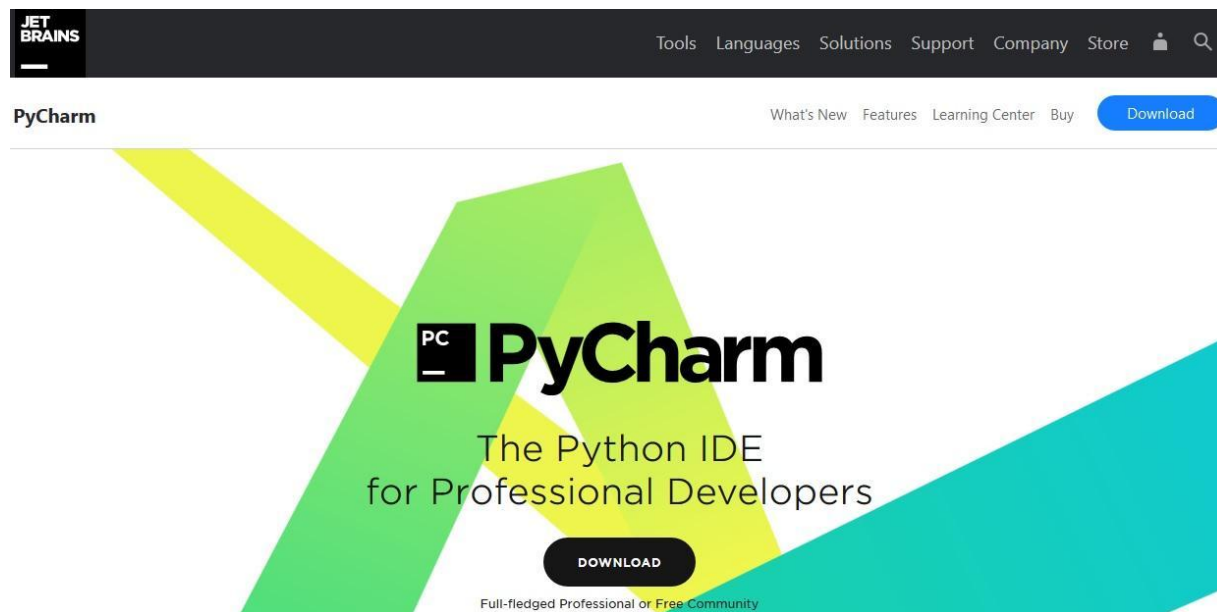 JET
BRAINS
Tools Languages Solutions Support Company Store
PyCharm
What's New Features Learning Center Buy Download
PC
PyCharm
The Python IDE
for Professional Developers
DOWNLOAD
Full-fledged Professional or Free Community